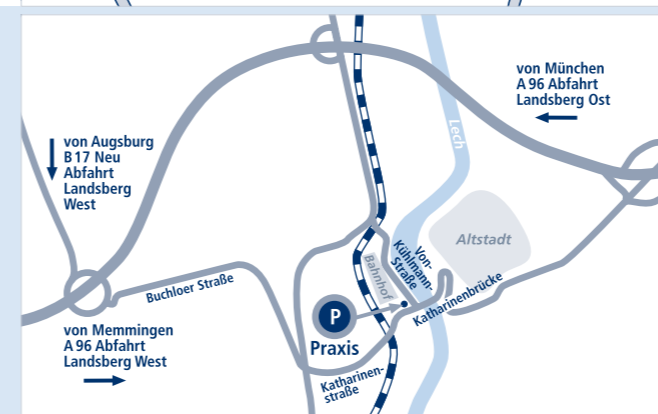 von München
A 96 Abfahrt
Landsberg Ost
Lech
von Augsburg
B 17 Neu
Abfahrt
Landsberg
West
Altstadt
Von-
Kühlmann-
Straße
Bahnhof
Buchloer Straße
Katharinenbrücke
P
Praxis
von Memmingen
A 96 Abfahrt
Landsberg West
Katharinen-
straße